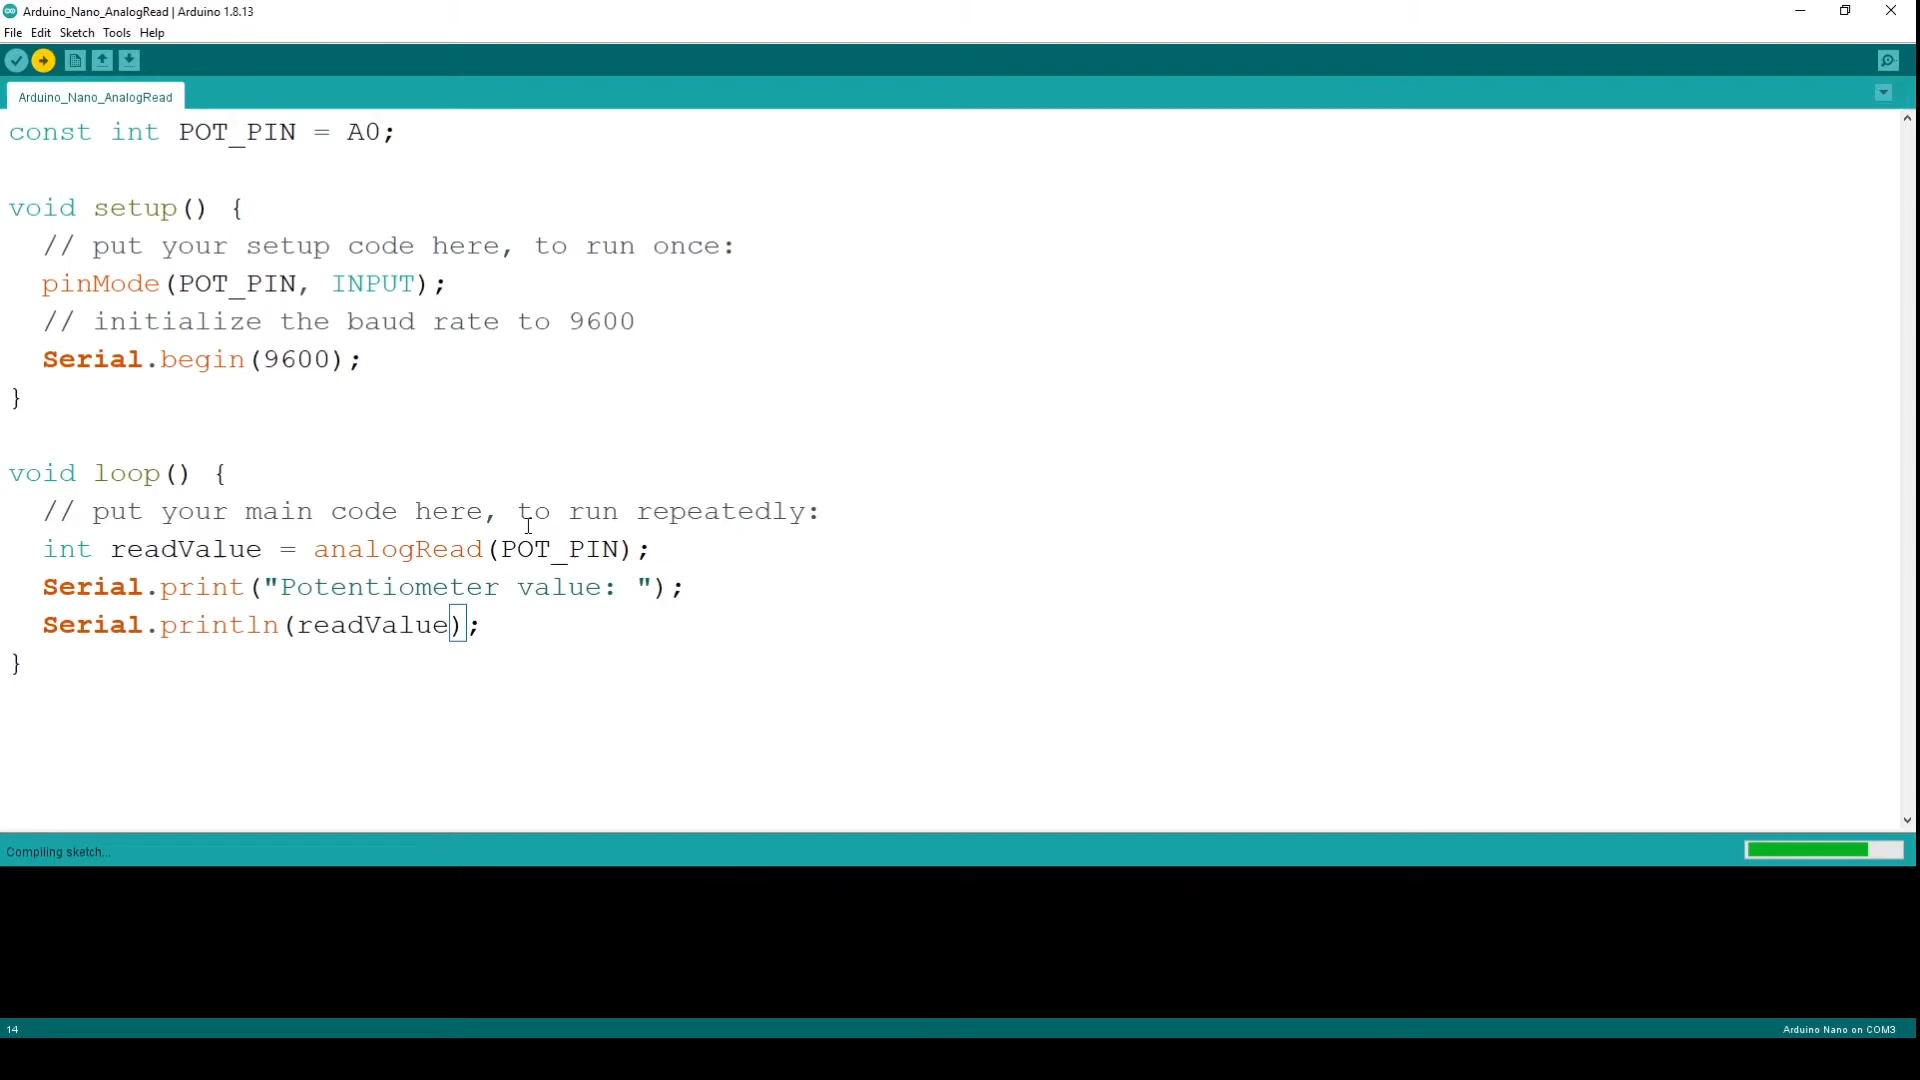 Arduino_Nano_AnalogRead | Arduino 1.8.13
File Edit Sketch Tools Help
Arduino_Nano_AnalogRead
const int POT_PIN = A0;
void setup() {
// put your setup code here, to run once:
pinMode(POT_PIN, INPUT);
// initialize the baud rate to 9600
Serial.begin(9600);
}
void loop() {
// put your main code here, to run repeatedly:
int readValue = analogRead(POT_PIN);
Serial.print("Potentiometer value: ");
Serial.println(readValue);
}
Compiling sketch...
14
Arduino Nano on COM3